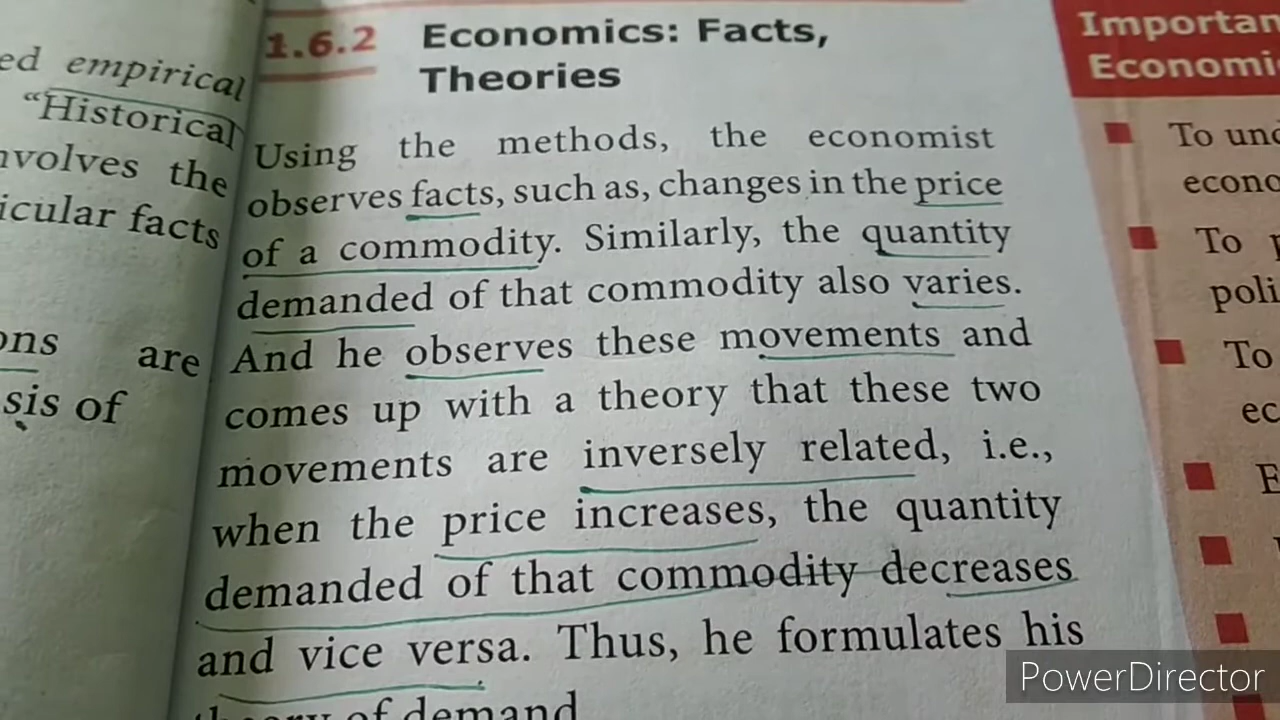 ed empirical
"Historical
volves the
icular facts
ons are
sis of
1.6.2 Economics: Facts,
Theories
Using the methods, the economist
observes facts, such as, changes in the price
of a commodity. Similarly, the quantity
demanded of that commodity also varies.
And he observes these movements and
comes up with a theory that these two
movements are inversely related, i.e.,
when the price increases, the quantity
demanded of that commodity decreases
and vice versa. Thus, he formulates his
theory of demand
Importan
Economi
To und
econo
To p
poli
To
ec
E
PowerDirector